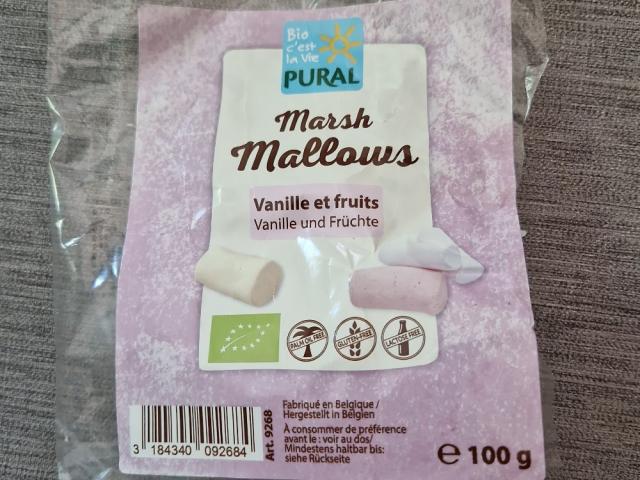 Bio
c'est
la Vie
PURAL
Marsh
Mallows
Vanille et fruits
Vanille und Früchte
PALM OIL FREE
GLUTEN-FREE
LACTOSE FREE
3 184340 092684
Art. 9268
Fabriqué en Belgique /
Hergestellt in Belgien
À consommer de préférence
avant le : voir au dos/
Mindestens haltbar bis:
siehe Rückseite
e 100 g